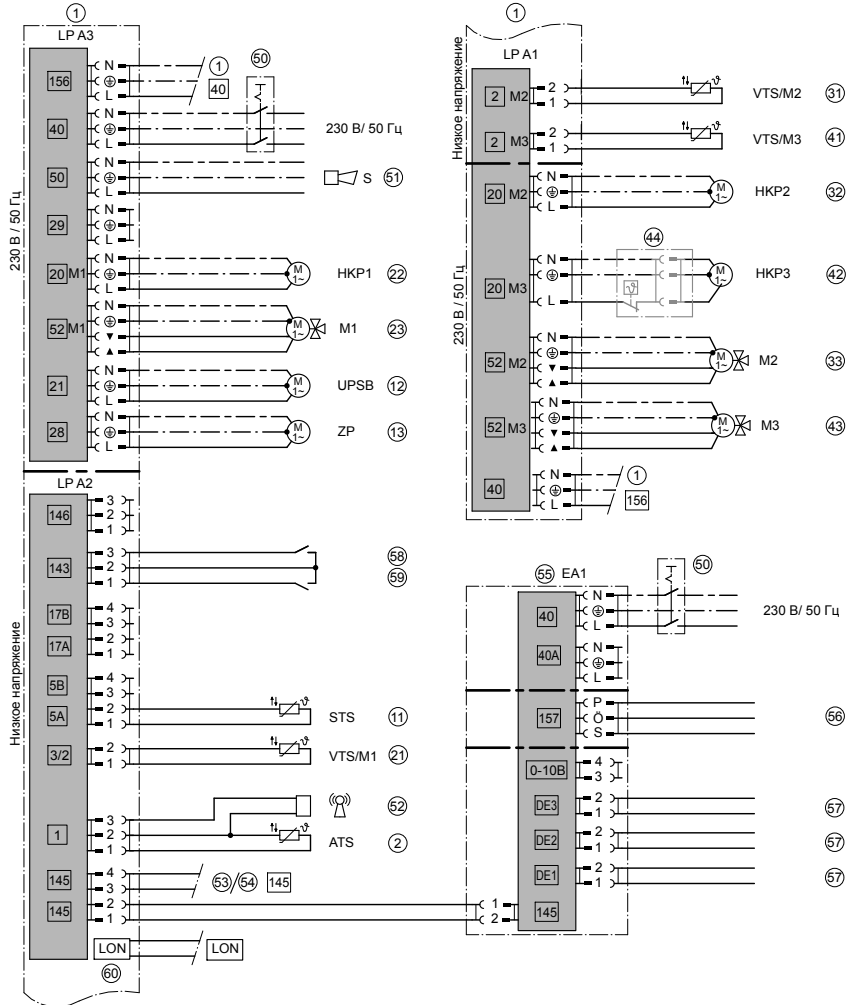 1
LP A3
156
N
L
1
40
50
40
N
L
230 В/ 50 Гц
50
N
L
S
51
29
N
L
230 В / 50 Гц
20
M1
N
L
M
1~
HKP1
22
52
M1
N
M
1~
M1
23
21
N
L
M
1~
UPSB
12
28
N
L
M
1~
ZP
13
LP A2
Низкое напряжение
146
3
2
1
143
3
2
1
58
59
17B
4
3
17A
2
1
5B
4
3
5A
2
1
ϑ
STS
11
3/2
2
1
ϑ
VTS/M1
21
52
1
3
2
1
ϑ
ATS
2
145
4
3
53/54
145
145
2
1
LON
LON
60
1
LP A1
Низкое напряжение
2
M2
2
1
ϑ
VTS/M2
31
2
M3
2
1
ϑ
VTS/M3
41
230 В / 50 Гц
20
M2
N
L
M
1~
HKP2
32
44
20
M3
N
L
ϑ
M
1~
HKP3
42
52
M2
N
M
1~
M2
33
52
M3
N
M
1~
M3
43
40
N
L
1
156
55
EA1
50
40
N
L
230 В/ 50 Гц
40A
N
L
157
P
Ö
S
56
0-10В
4
3
DE3
2
1
57
DE2
2
1
57
DE1
2
1
57
145
1
2